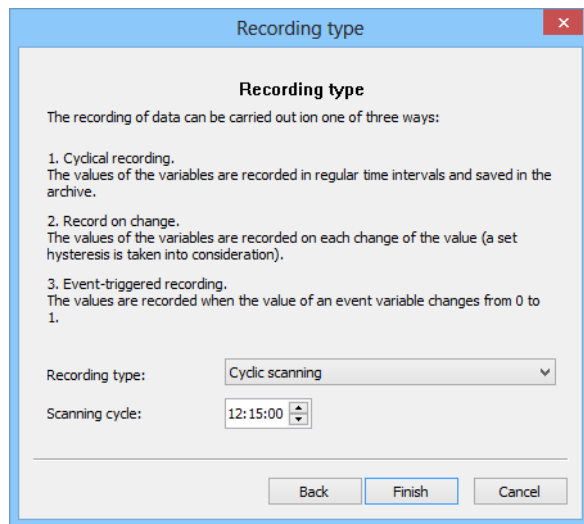 Recording type
Recording type
The recording of data can be carried out ion one of three ways:
1. Cyclical recording.
The values of the variables are recorded in regular time intervals and saved in the
archive.
2. Record on change.
The values of the variables are recorded on each change of the value (a set
hysteresis is taken into consideration).
3. Event-triggered recording.
The values are recorded when the value of an event variable changes from 0 to
1.
Recording type: Cyclic scanning
Scanning cycle: 12:15:00
Back Finish Cancel